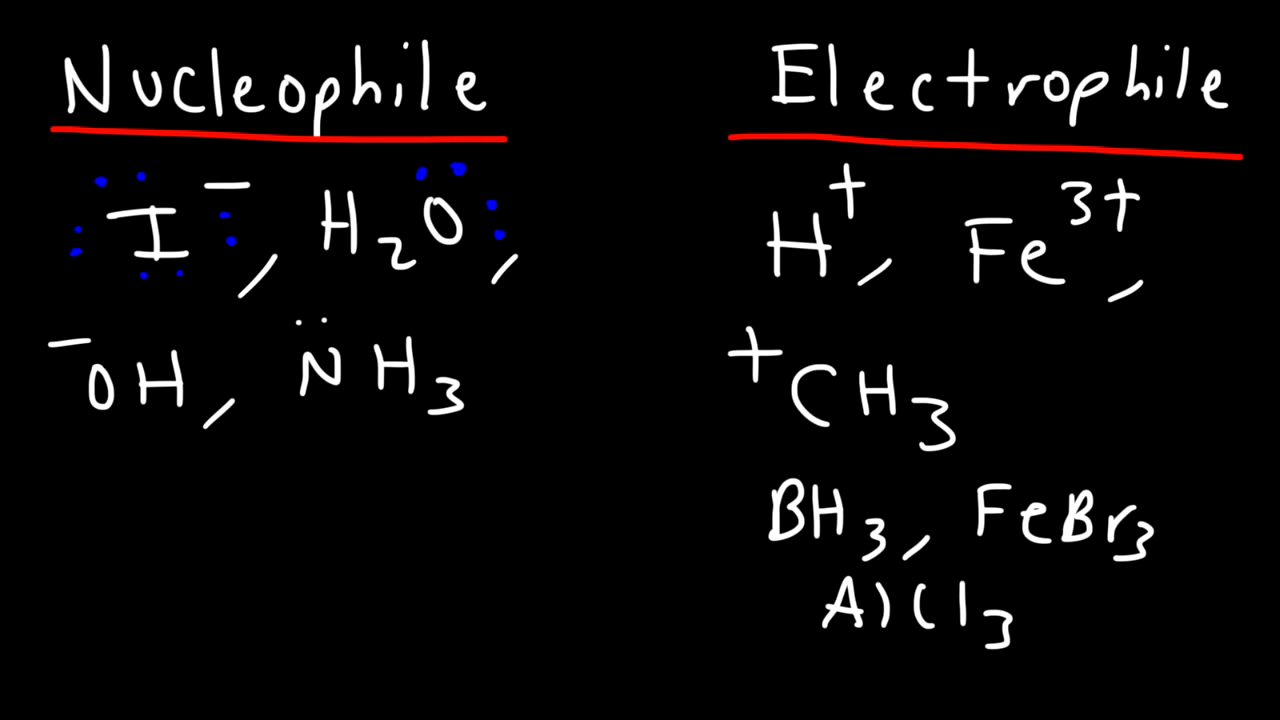 Nucleophile
I⁻, H₂O,
⁻OH, NH₃
Electrophile
H⁺, Fe³⁺,
⁺CH₃
BH₃, FeBr₃
AlCl₃